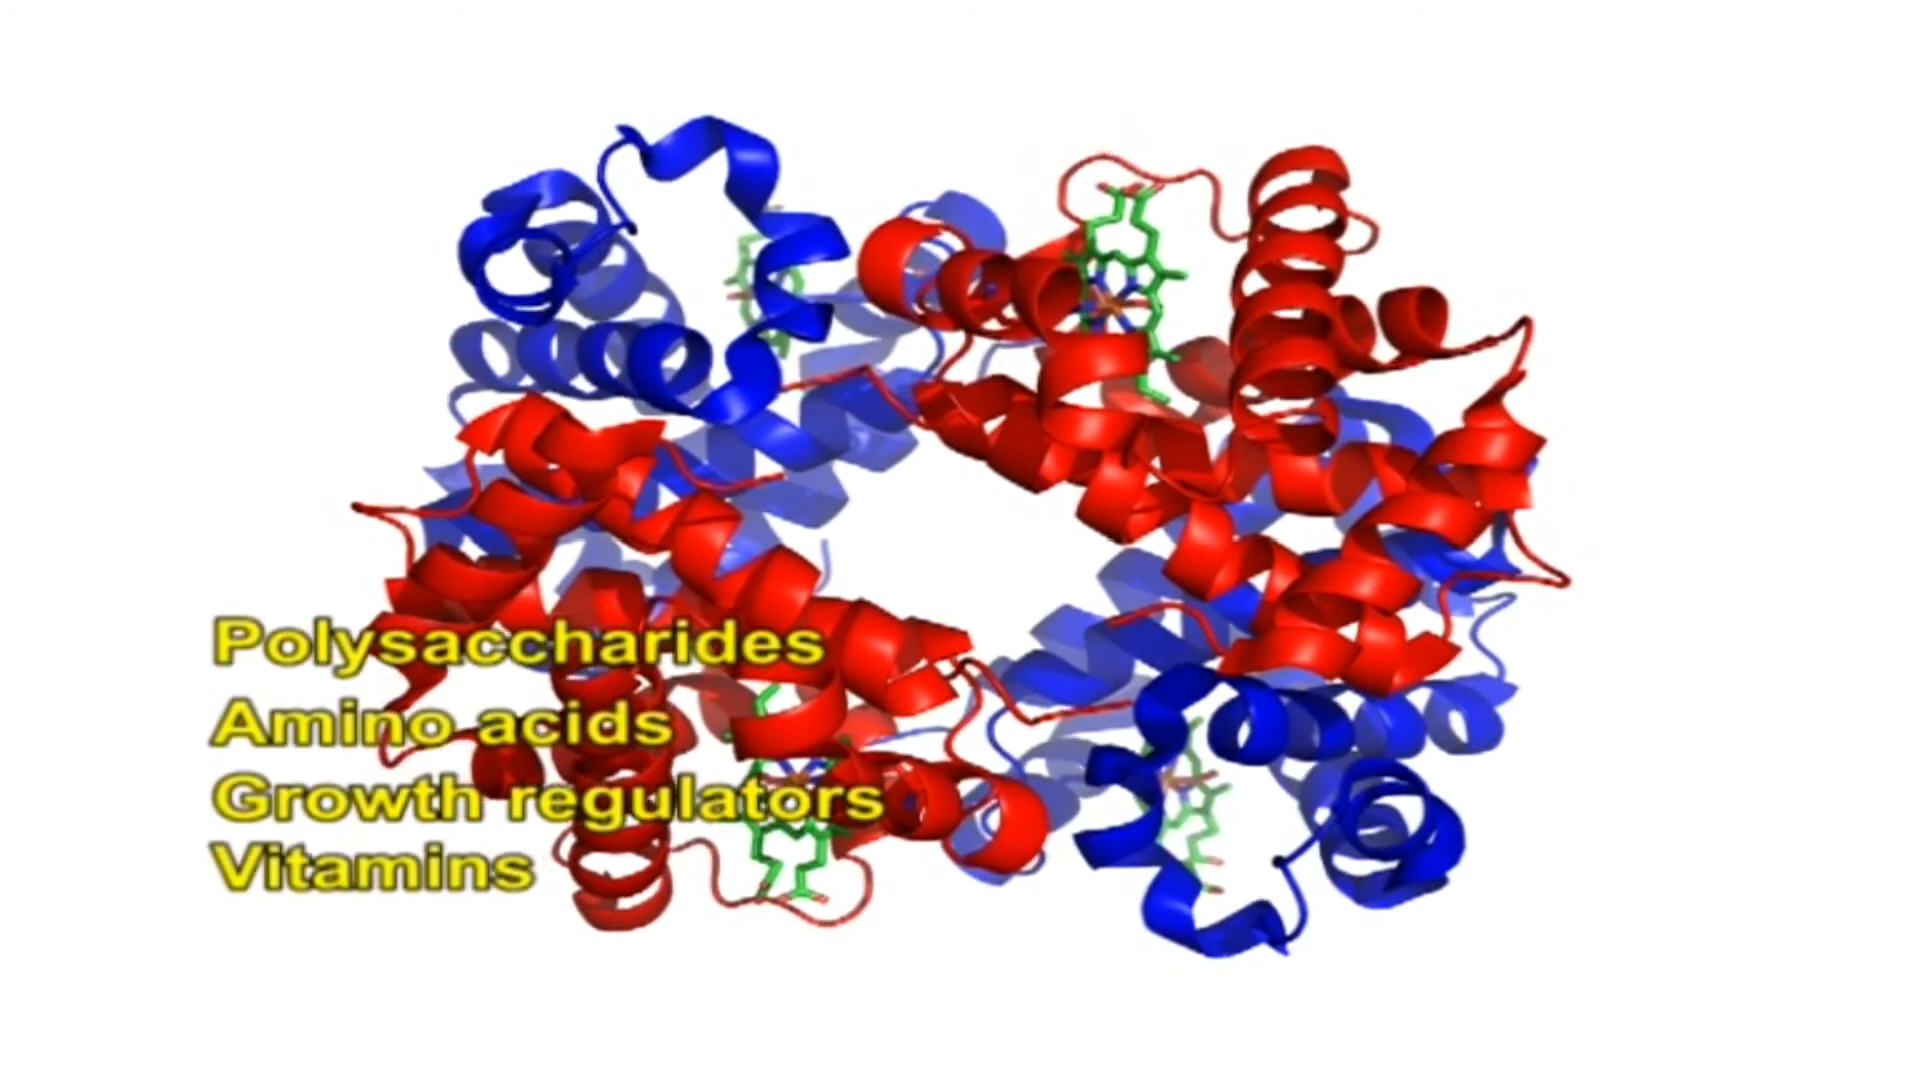 Polysaccharides
Amino acids
Growth regulators
Vitamins